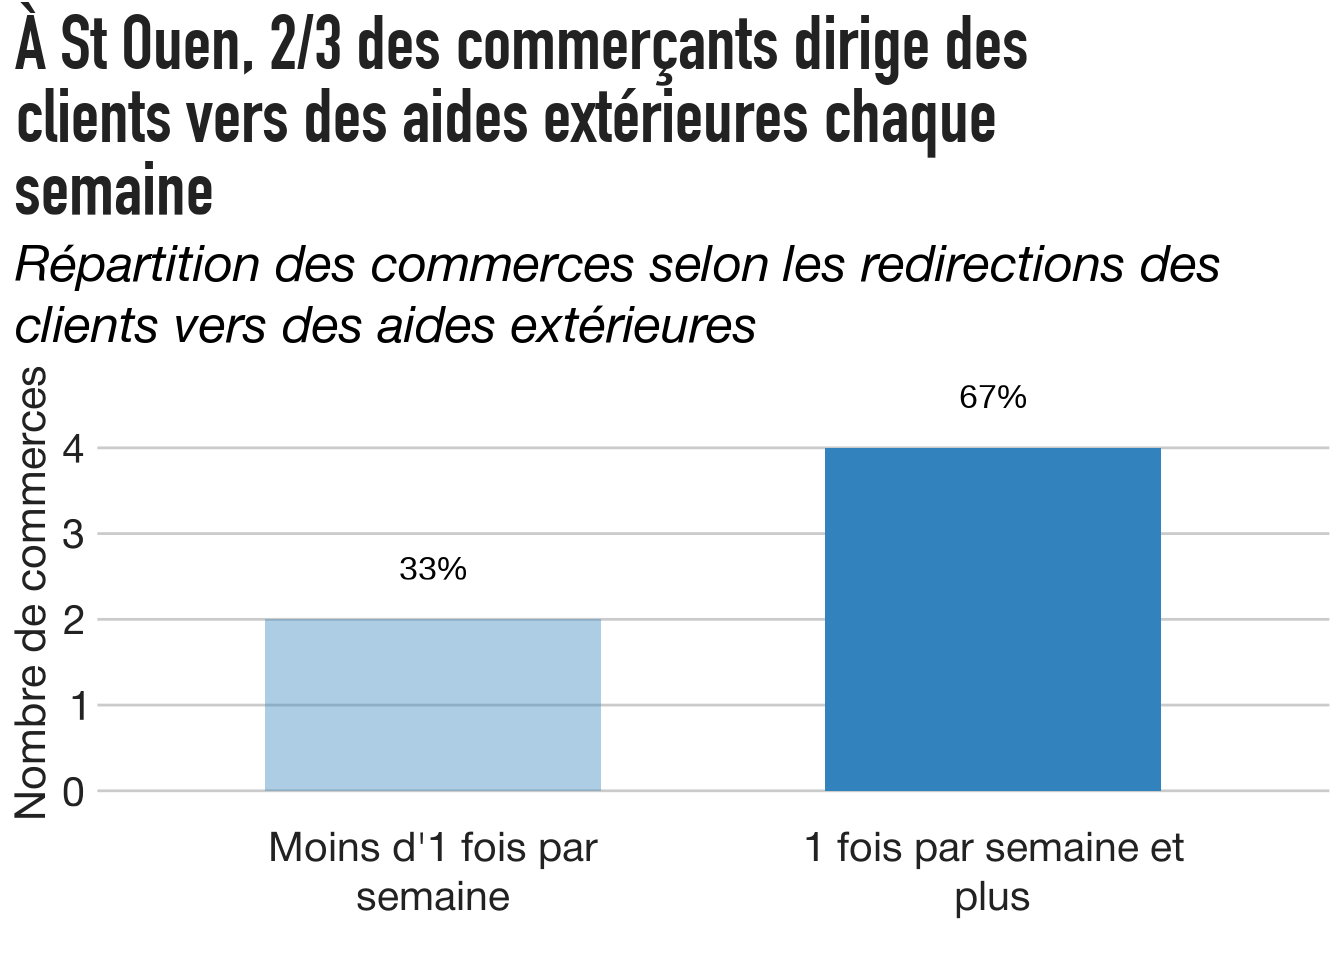 À St Ouen, 2/3 des commerçants dirige des
clients vers des aides extérieures chaque
semaine
Répartition des commerces selon les redirections des
clients vers des aides extérieures
Nombre de commerces
4
3
2
1
0
33%
67%
Moins d'1 fois par
semaine
1 fois par semaine et
plus